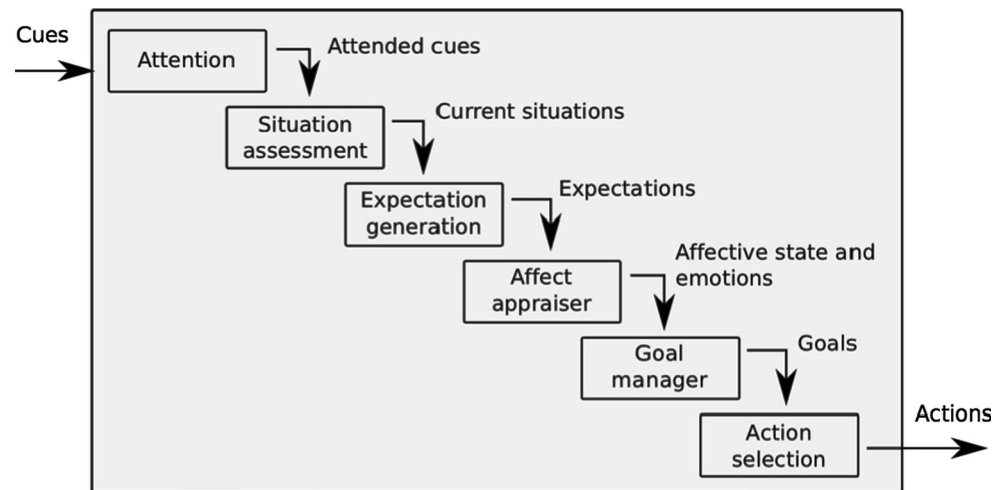 Cues
Attention
Attended cues
Situation
assessment
Current situations
Expectation
generation
Expectations
Affect
appraiser
Affective state and
emotions
Goal
manager
Goals
Action
selection
Actions